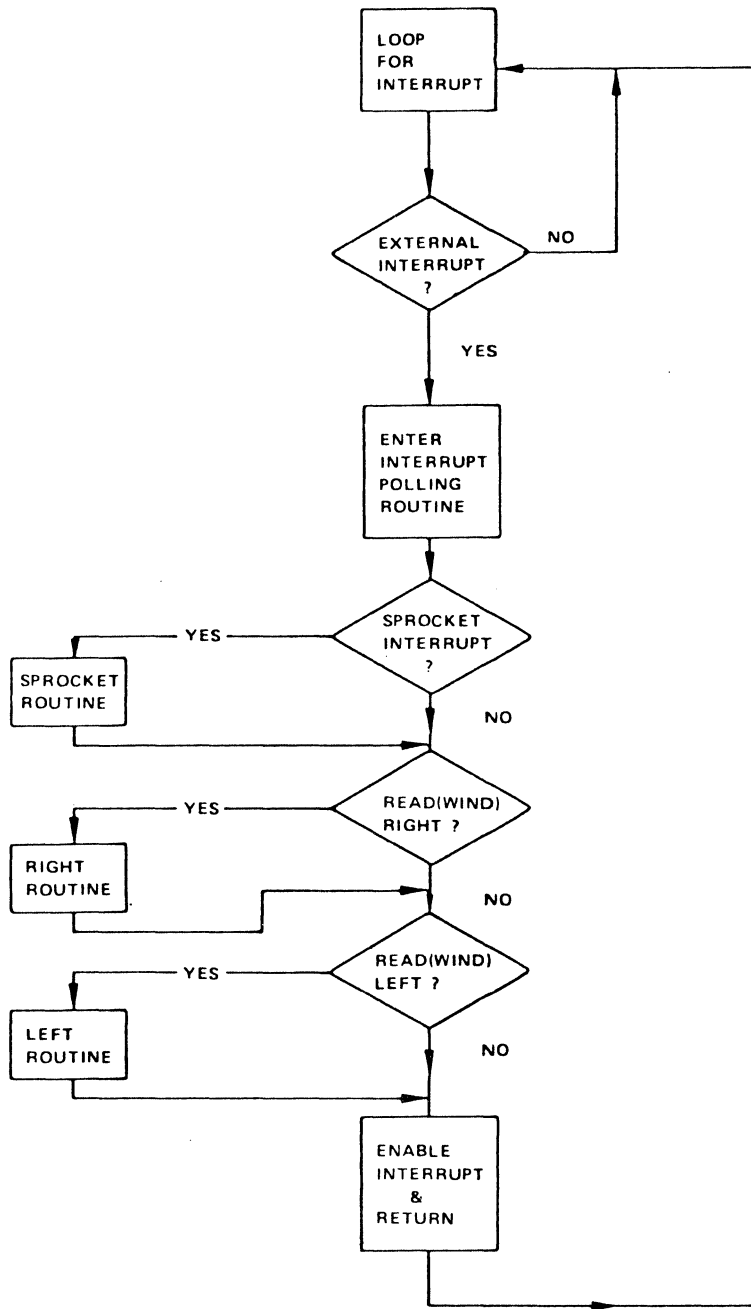 LOOP
FOR
INTERRUPT
EXTERNAL
INTERRUPT
?
NO
YES
ENTER
INTERRUPT
POLLING
ROUTINE
SPROCKET
INTERRUPT
?
YES
SPROCKET
ROUTINE
NO
READ(WIND)
RIGHT ?
YES
RIGHT
ROUTINE
NO
READ(WIND)
LEFT ?
YES
LEFT
ROUTINE
NO
ENABLE
INTERRUPT
&
RETURN